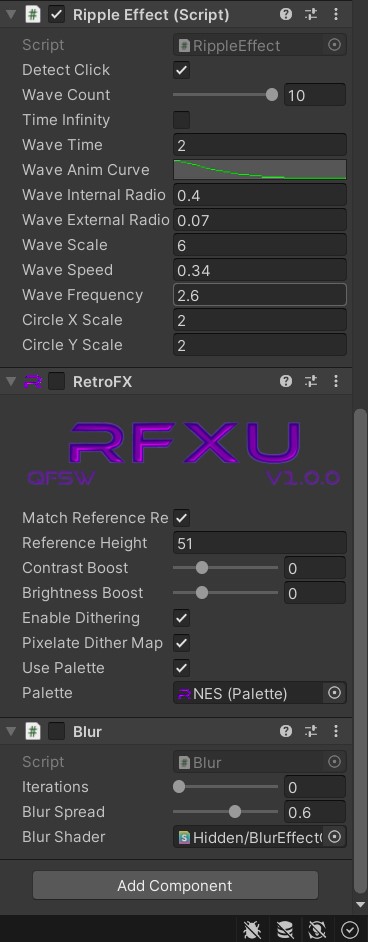 Ripple Effect (Script)
Script RippleEffect
Detect Click
Wave Count 10
Time Infinity
Wave Time 2
Wave Anim Curve
Wave Internal Radio 0.4
Wave External Radio 0.07
Wave Scale 6
Wave Speed 0.34
Wave Frequency 2.6
Circle X Scale 2
Circle Y Scale 2
RetroFX
RFXU
QFSW V1.0.0
Match Reference Re
Reference Height 51
Contrast Boost 0
Brightness Boost 0
Enable Dithering
Pixelate Dither Map
Use Palette
Palette NES (Palette)
Blur
Script Blur
Iterations 0
Blur Spread 0.6
Blur Shader Hidden/BlurEffect
Add Component